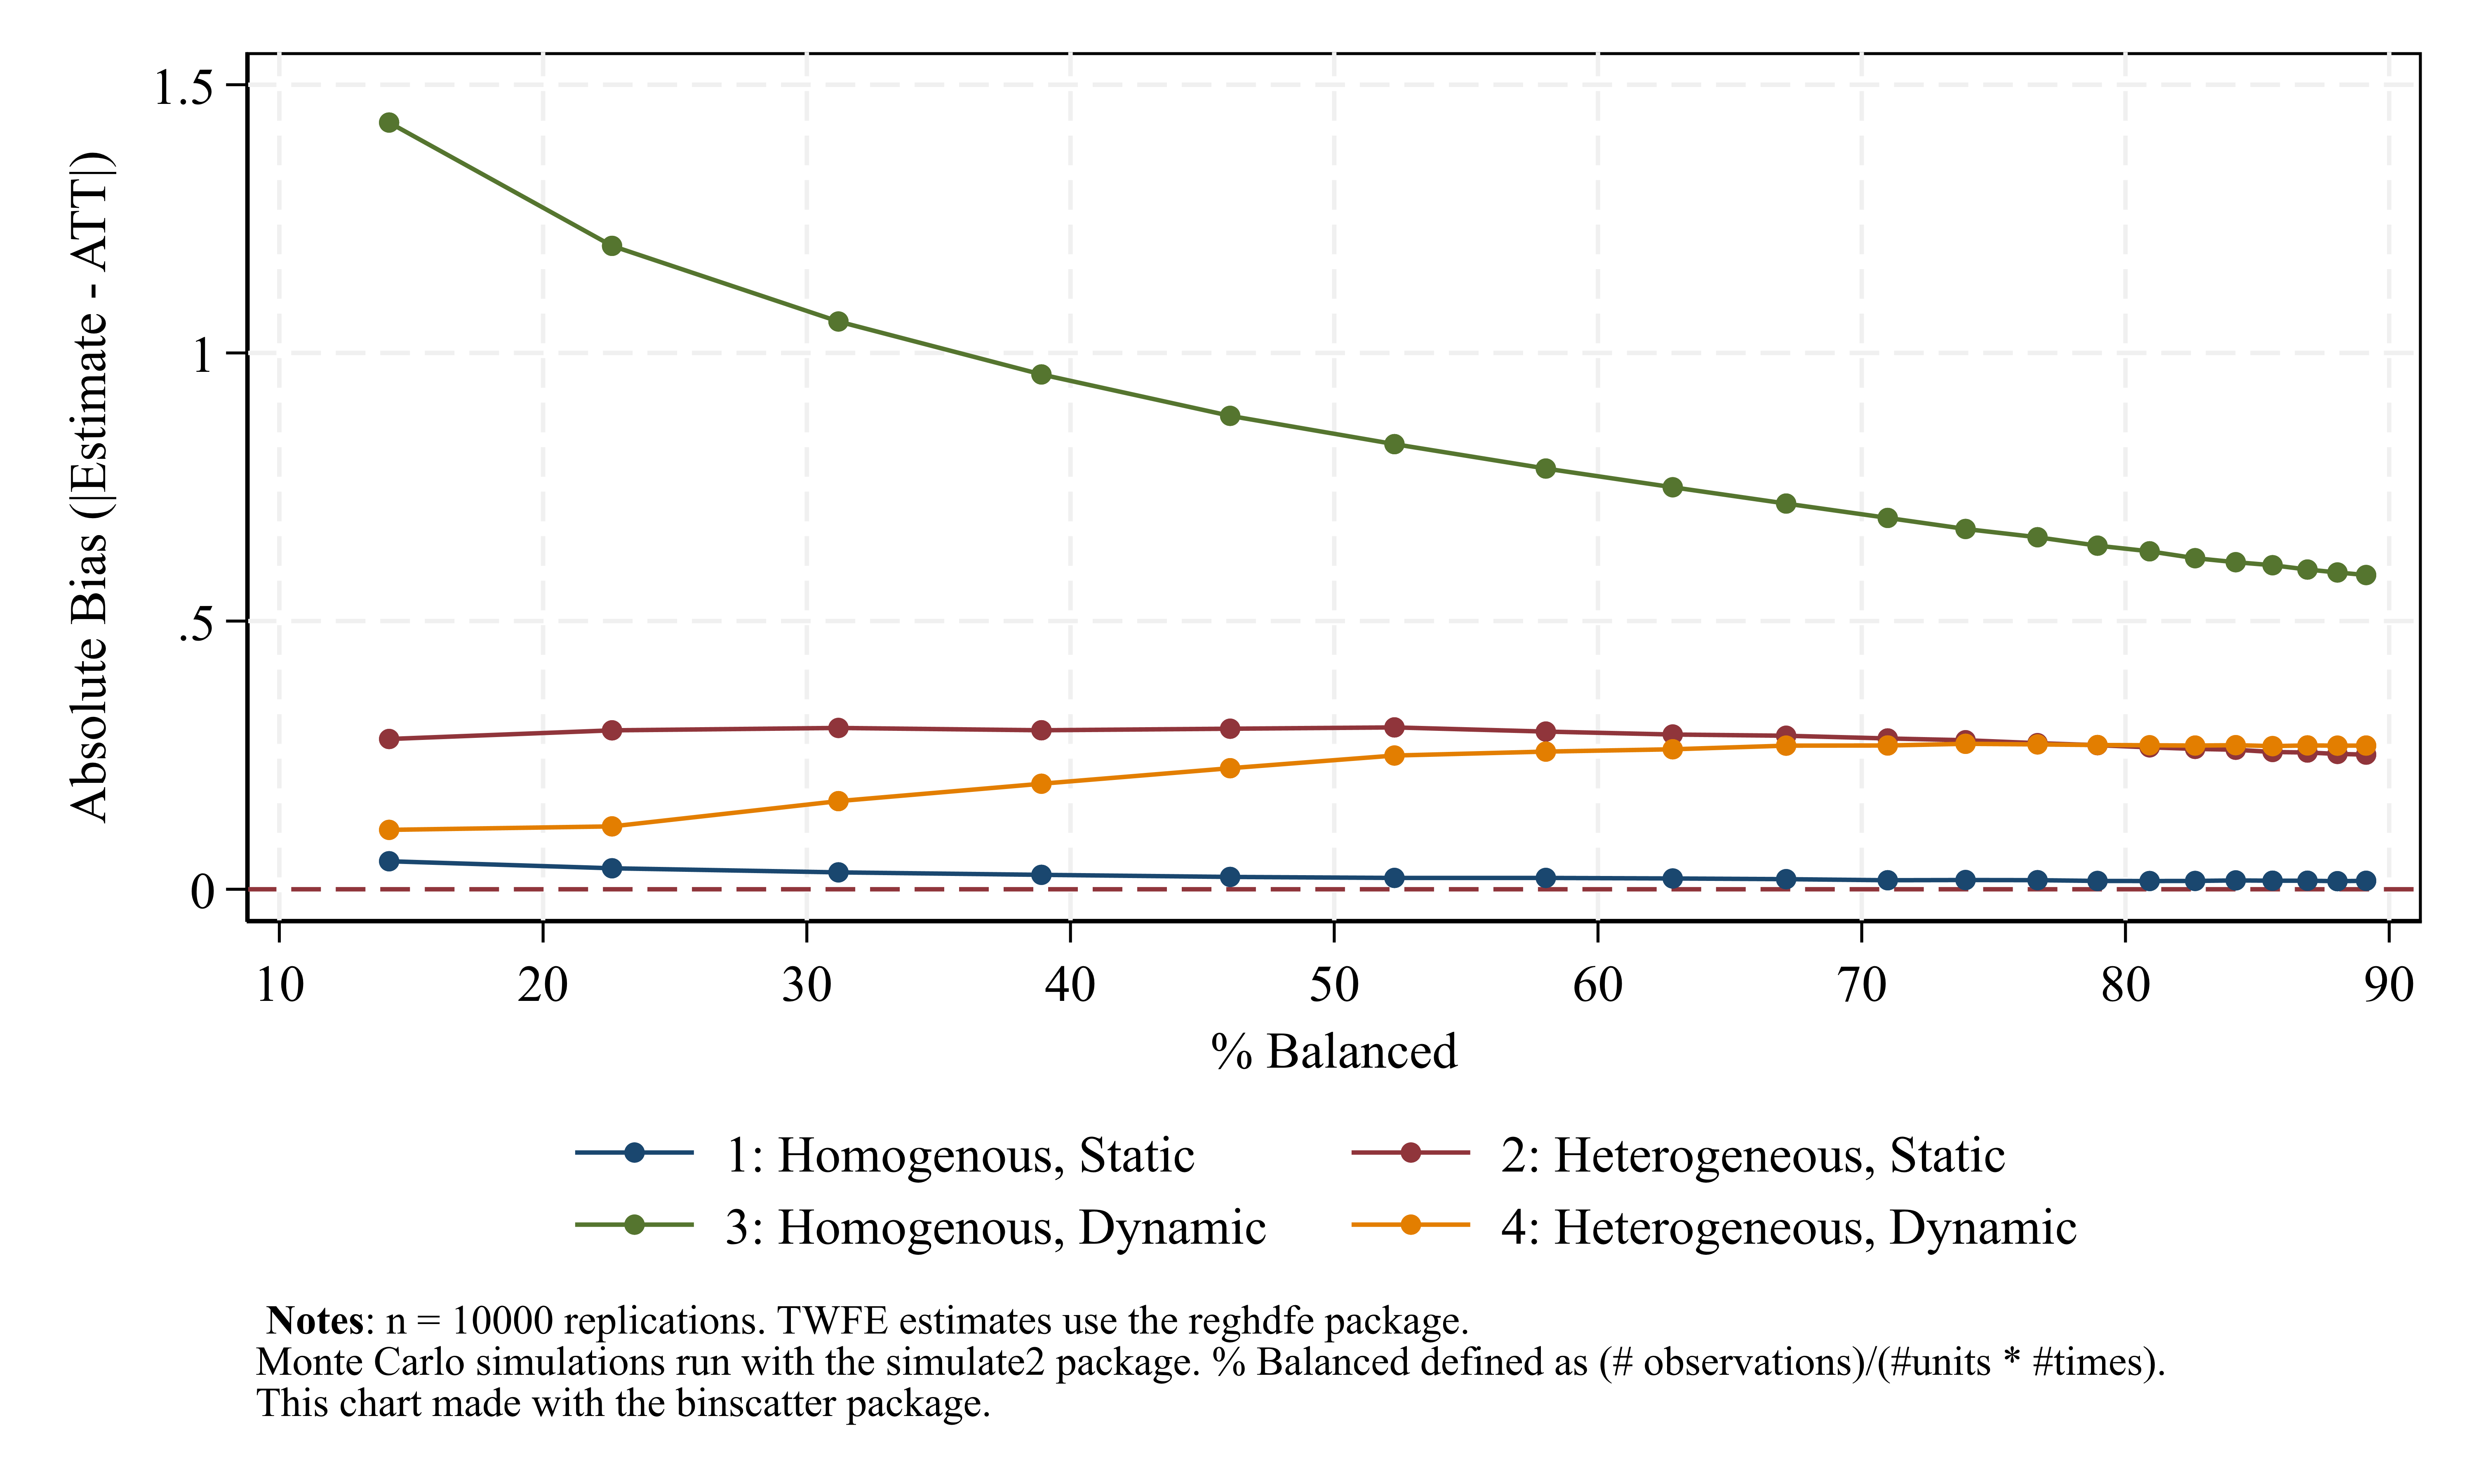 Absolute Bias (|Estimate - ATT|)
1.5
1
.5
0
10 20 30 40 50 60 70 80 90
% Balanced
1: Homogenous, Static 2: Heterogeneous, Static
3: Homogenous, Dynamic 4: Heterogeneous, Dynamic
Notes: n = 10000 replications. TWFE estimates use the reghdfe package.
Monte Carlo simulations run with the simulate2 package. % Balanced defined as (# observations)/(#units * #times).
This chart made with the binscatter package.